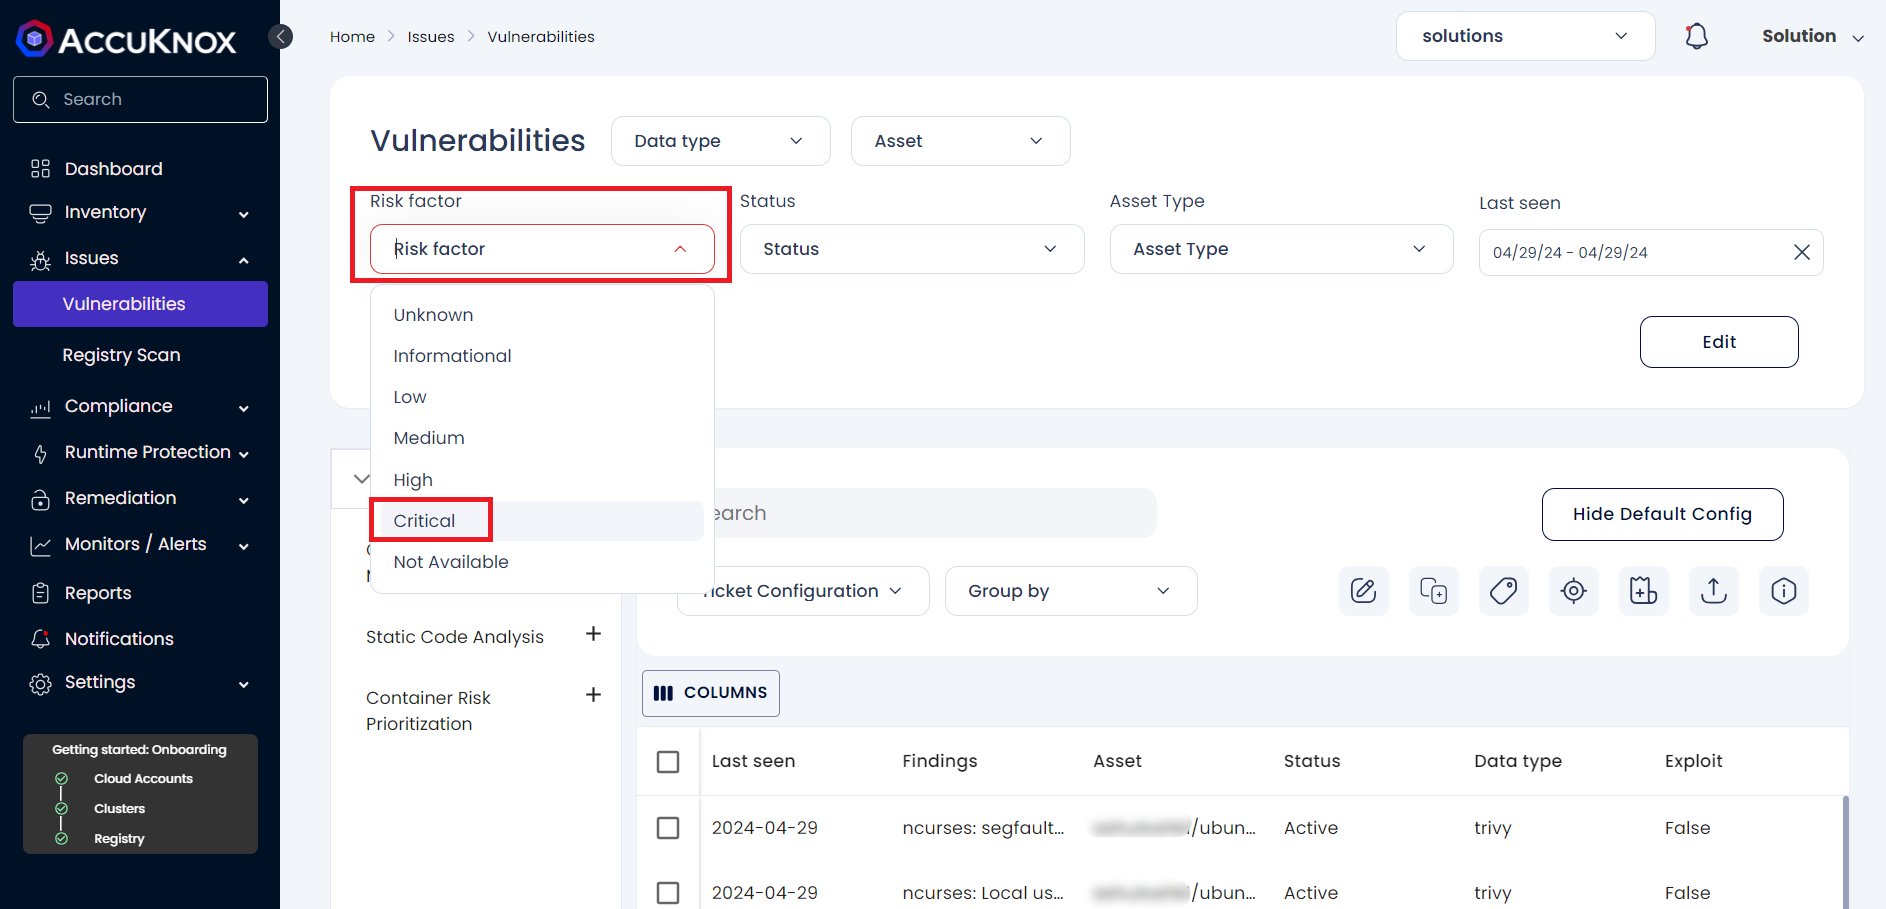 ACCUKNOX
Search
Dashboard
Inventory
Issues
Vulnerabilities
Registry Scan
Compliance
Runtime Protection
Remediation
Monitors / Alerts
Reports
Notifications
Settings
Getting started: Onboarding
Cloud Accounts
Clusters
Registry
Home
Issues
Vulnerabilities
solutions
Solution
Vulnerabilities
Data type
Asset
Risk factor
Status
Asset Type
Last seen
Risk factor
Status
Asset Type
04/29/24 - 04/29/24
Unknown
Informational
Low
Medium
High
Critical
Not Available
Edit
earch
Hide Default Config
icket Configuration
Group by
Static Code Analysis
Container Risk
Prioritization
COLUMNS
Last seen Findings Asset Status Data type Exploit
2024-04-29 ncurses: segfault... /ubun... Active trivy False
2024-04-29 ncurses: Local us... /ubun... Active trivy False